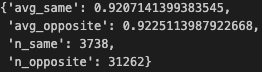 {'avg_same': 0.9207141399383545,
'avg_opposite': 0.9225113987922668,
'n_same': 3738,
'n_opposite': 31262}